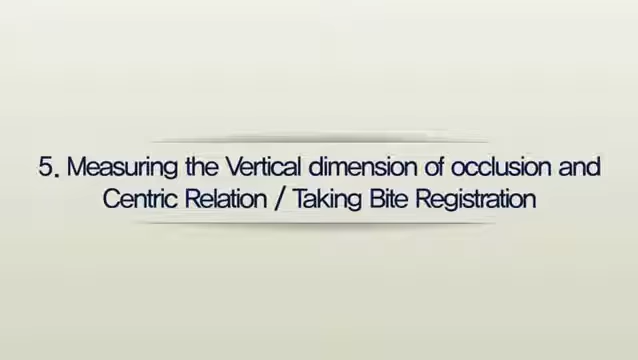 5. Measuring the Vertical dimension of occlusion and
Centric Relation / Taking Bite Registration